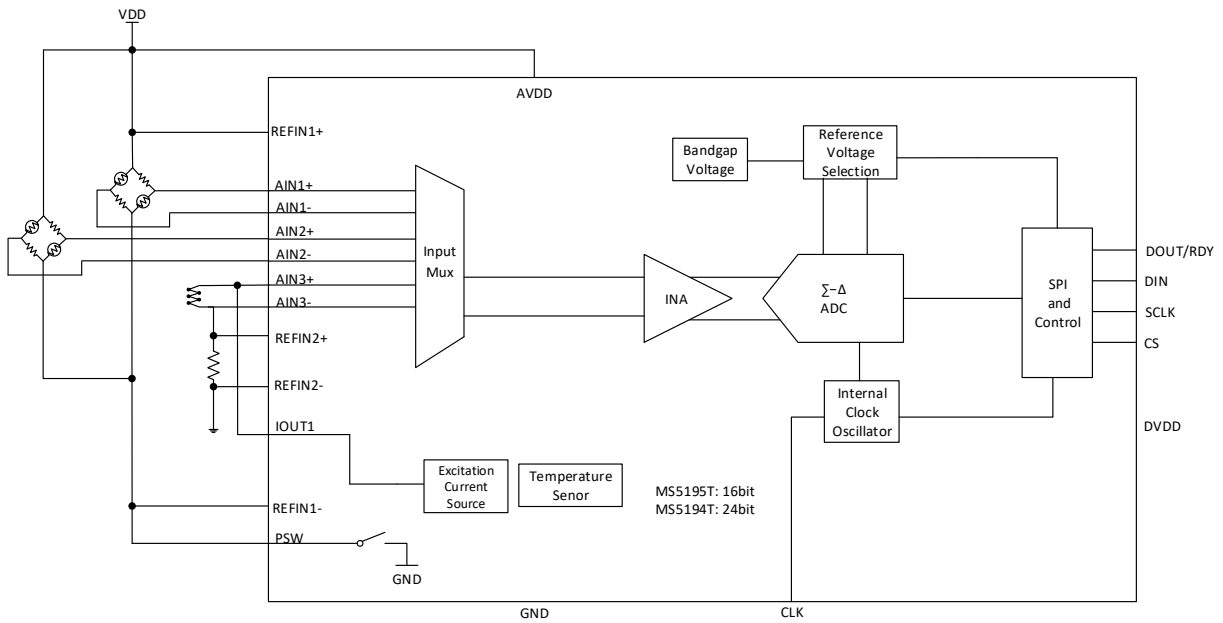 VDD
AVDD
REFIN1+
AIN1+
AIN1-
AIN2+
AIN2-
AIN3+
AIN3-
REFIN2+
REFIN2-
IOUT1
REFIN1-
PSW
GND
Input
Mux
INA
Bandgap
Voltage
Reference
Voltage
Selection
∑−Δ
ADC
SPI
and
Control
DOUT/RDY
DIN
SCLK
CS
Internal
Clock
Oscillator
DVDD
Excitation
Current
Source
Temperature
Senor
MS5195T: 16bit
MS5194T: 24bit
GND
CLK